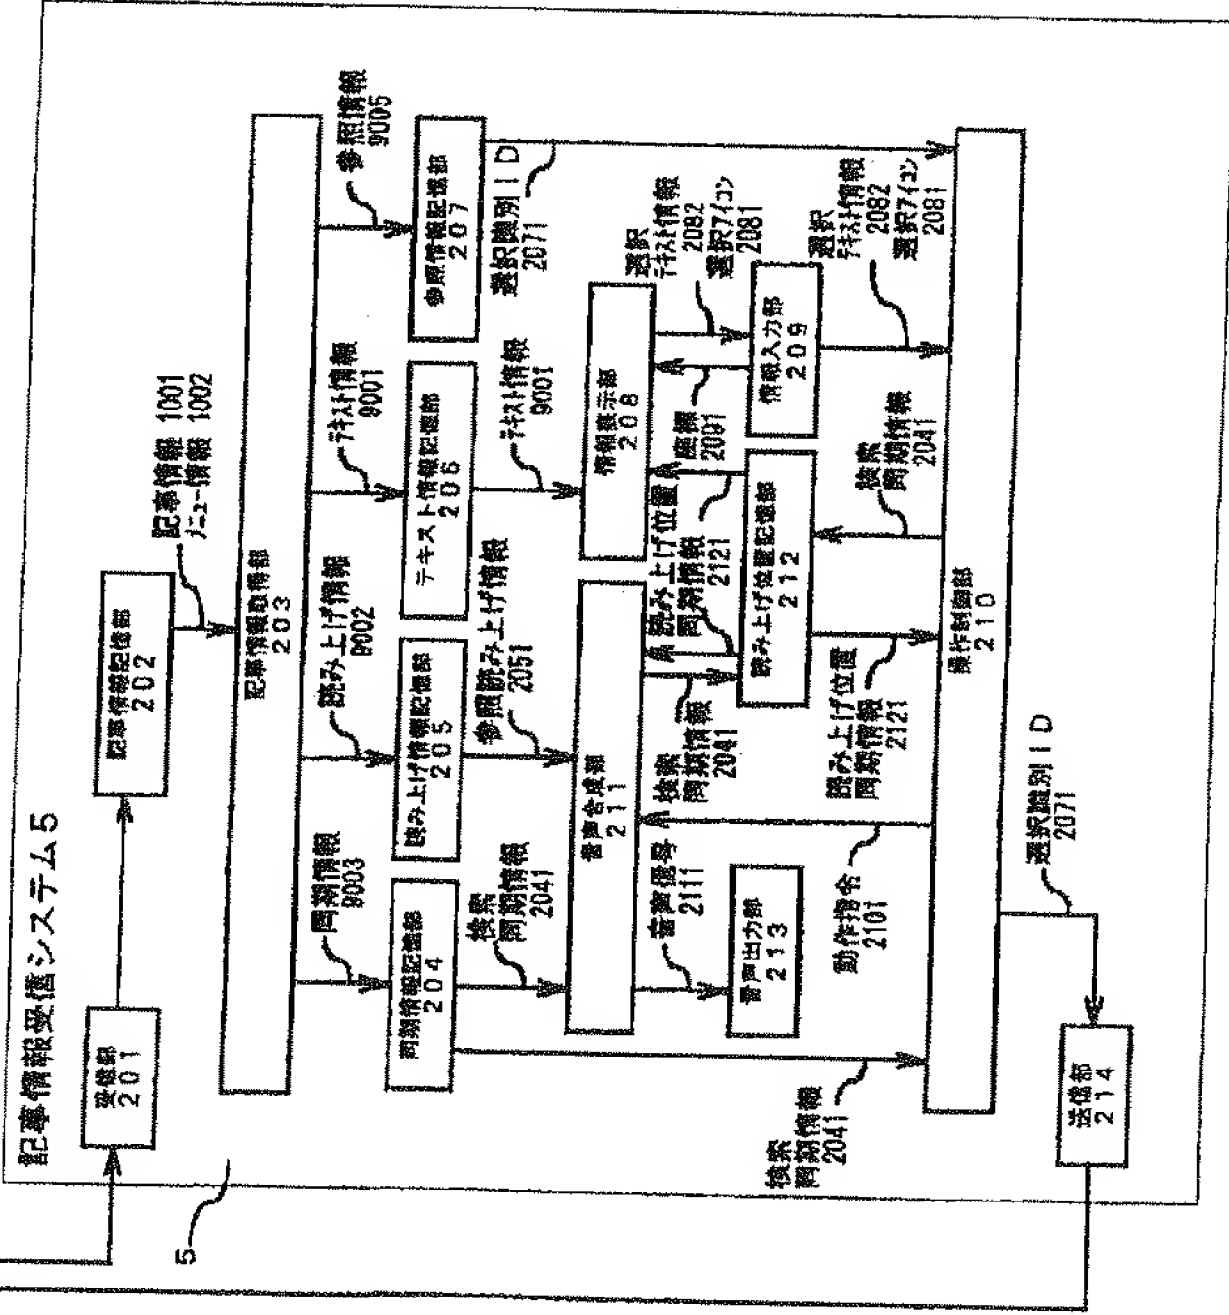 記事情報受信システム5
5
受信部
201
記事情報記憶部
202
記事情報 1001
メニュー情報 1002
記事情報取得部
203
同期情報
9003
読み上げ情報
9002
テキスト情報
9001
参照情報
9005
同期情報記憶部
204
読み上げ情報記憶部
205
テキスト情報記憶部
206
参照情報記憶部
207
検索
同期情報
2041
参照読み上げ情報
2051
テキスト情報
9001
選択識別ID
2071
音声合成部
211
情報表示部
208
音声信号
2111
検索
同期情報
2041
読み上げ位置
同期情報
2121
座標
2091
選択
テキスト情報
2082
選択アイコン
2081
音声出力部
213
読み上げ位置記憶部
212
情報入力部
209
検索
同期情報
2041
動作指令
2101
読み上げ位置
同期情報
2121
検索
同期情報
2041
選択
テキスト情報
2082
選択アイコン
2081
操作制御部
210
選択識別ID
2071
送信部
214